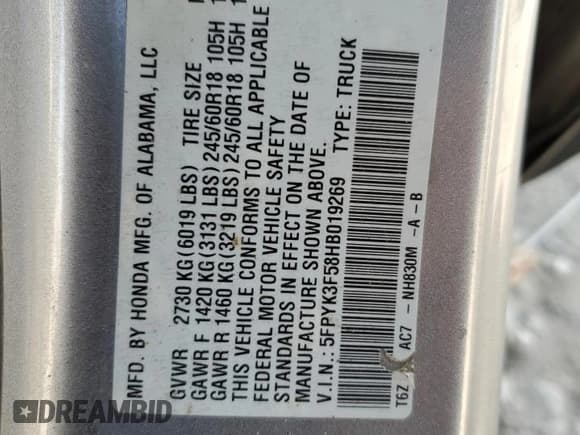 MFD. BY HONDA MFG. OF ALABAMA, LLC
GVWR 2730 KG(6019 LBS) TIRE SIZE
GAWR F 1420 KG(3131 LBS)245/60R18 105H
GAWR R 1460 KG(3219 LBS)245/60R18 105H
THIS VEHICLE CONFORMS TO ALL APPLICABLE
FEDERAL MOTOR VEHICLE SAFETY
STANDARDS IN EFFECT ON THE DATE OF
MANUFACTURE SHOWN ABOVE.
V.I.N.:5FPYK3F58HB019269 TYPE: TRUCK
T6Z AC7 - NH830M -A-B
DREAMBID